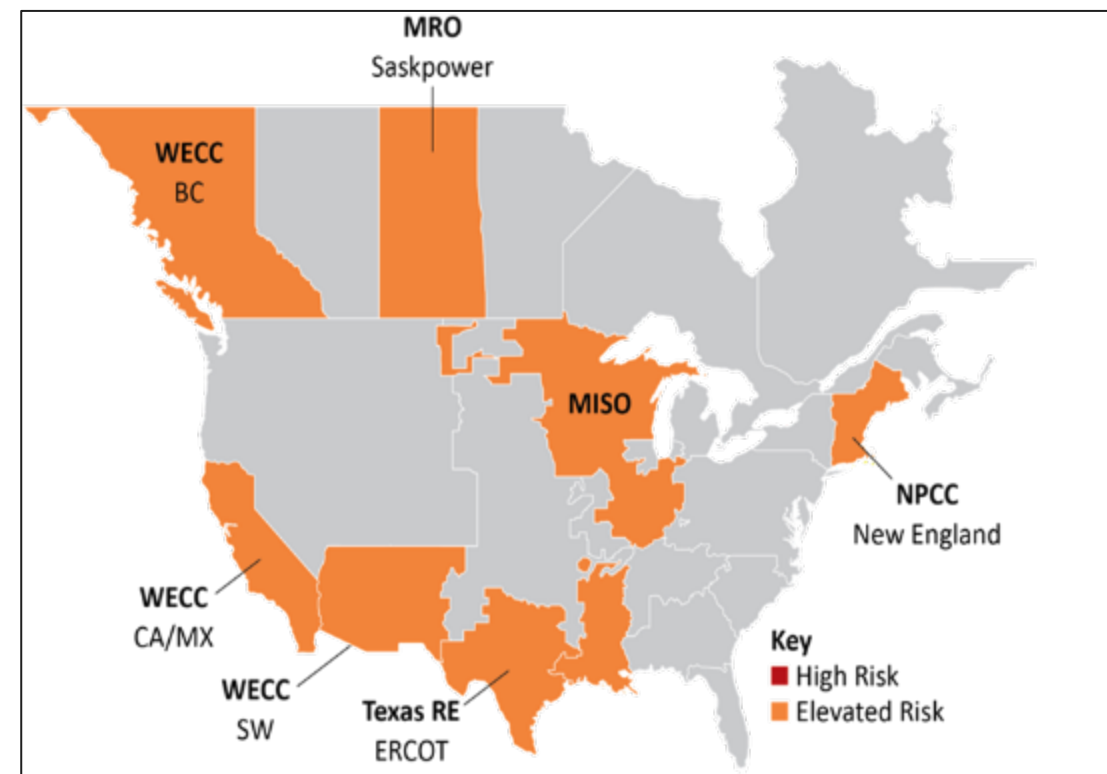 MRO
Saskpower
WECC
BC
MISO
NPCC
New England
WECC
CA/MX
WECC
SW
Texas RE
ERCOT
Key
High Risk
Elevated Risk